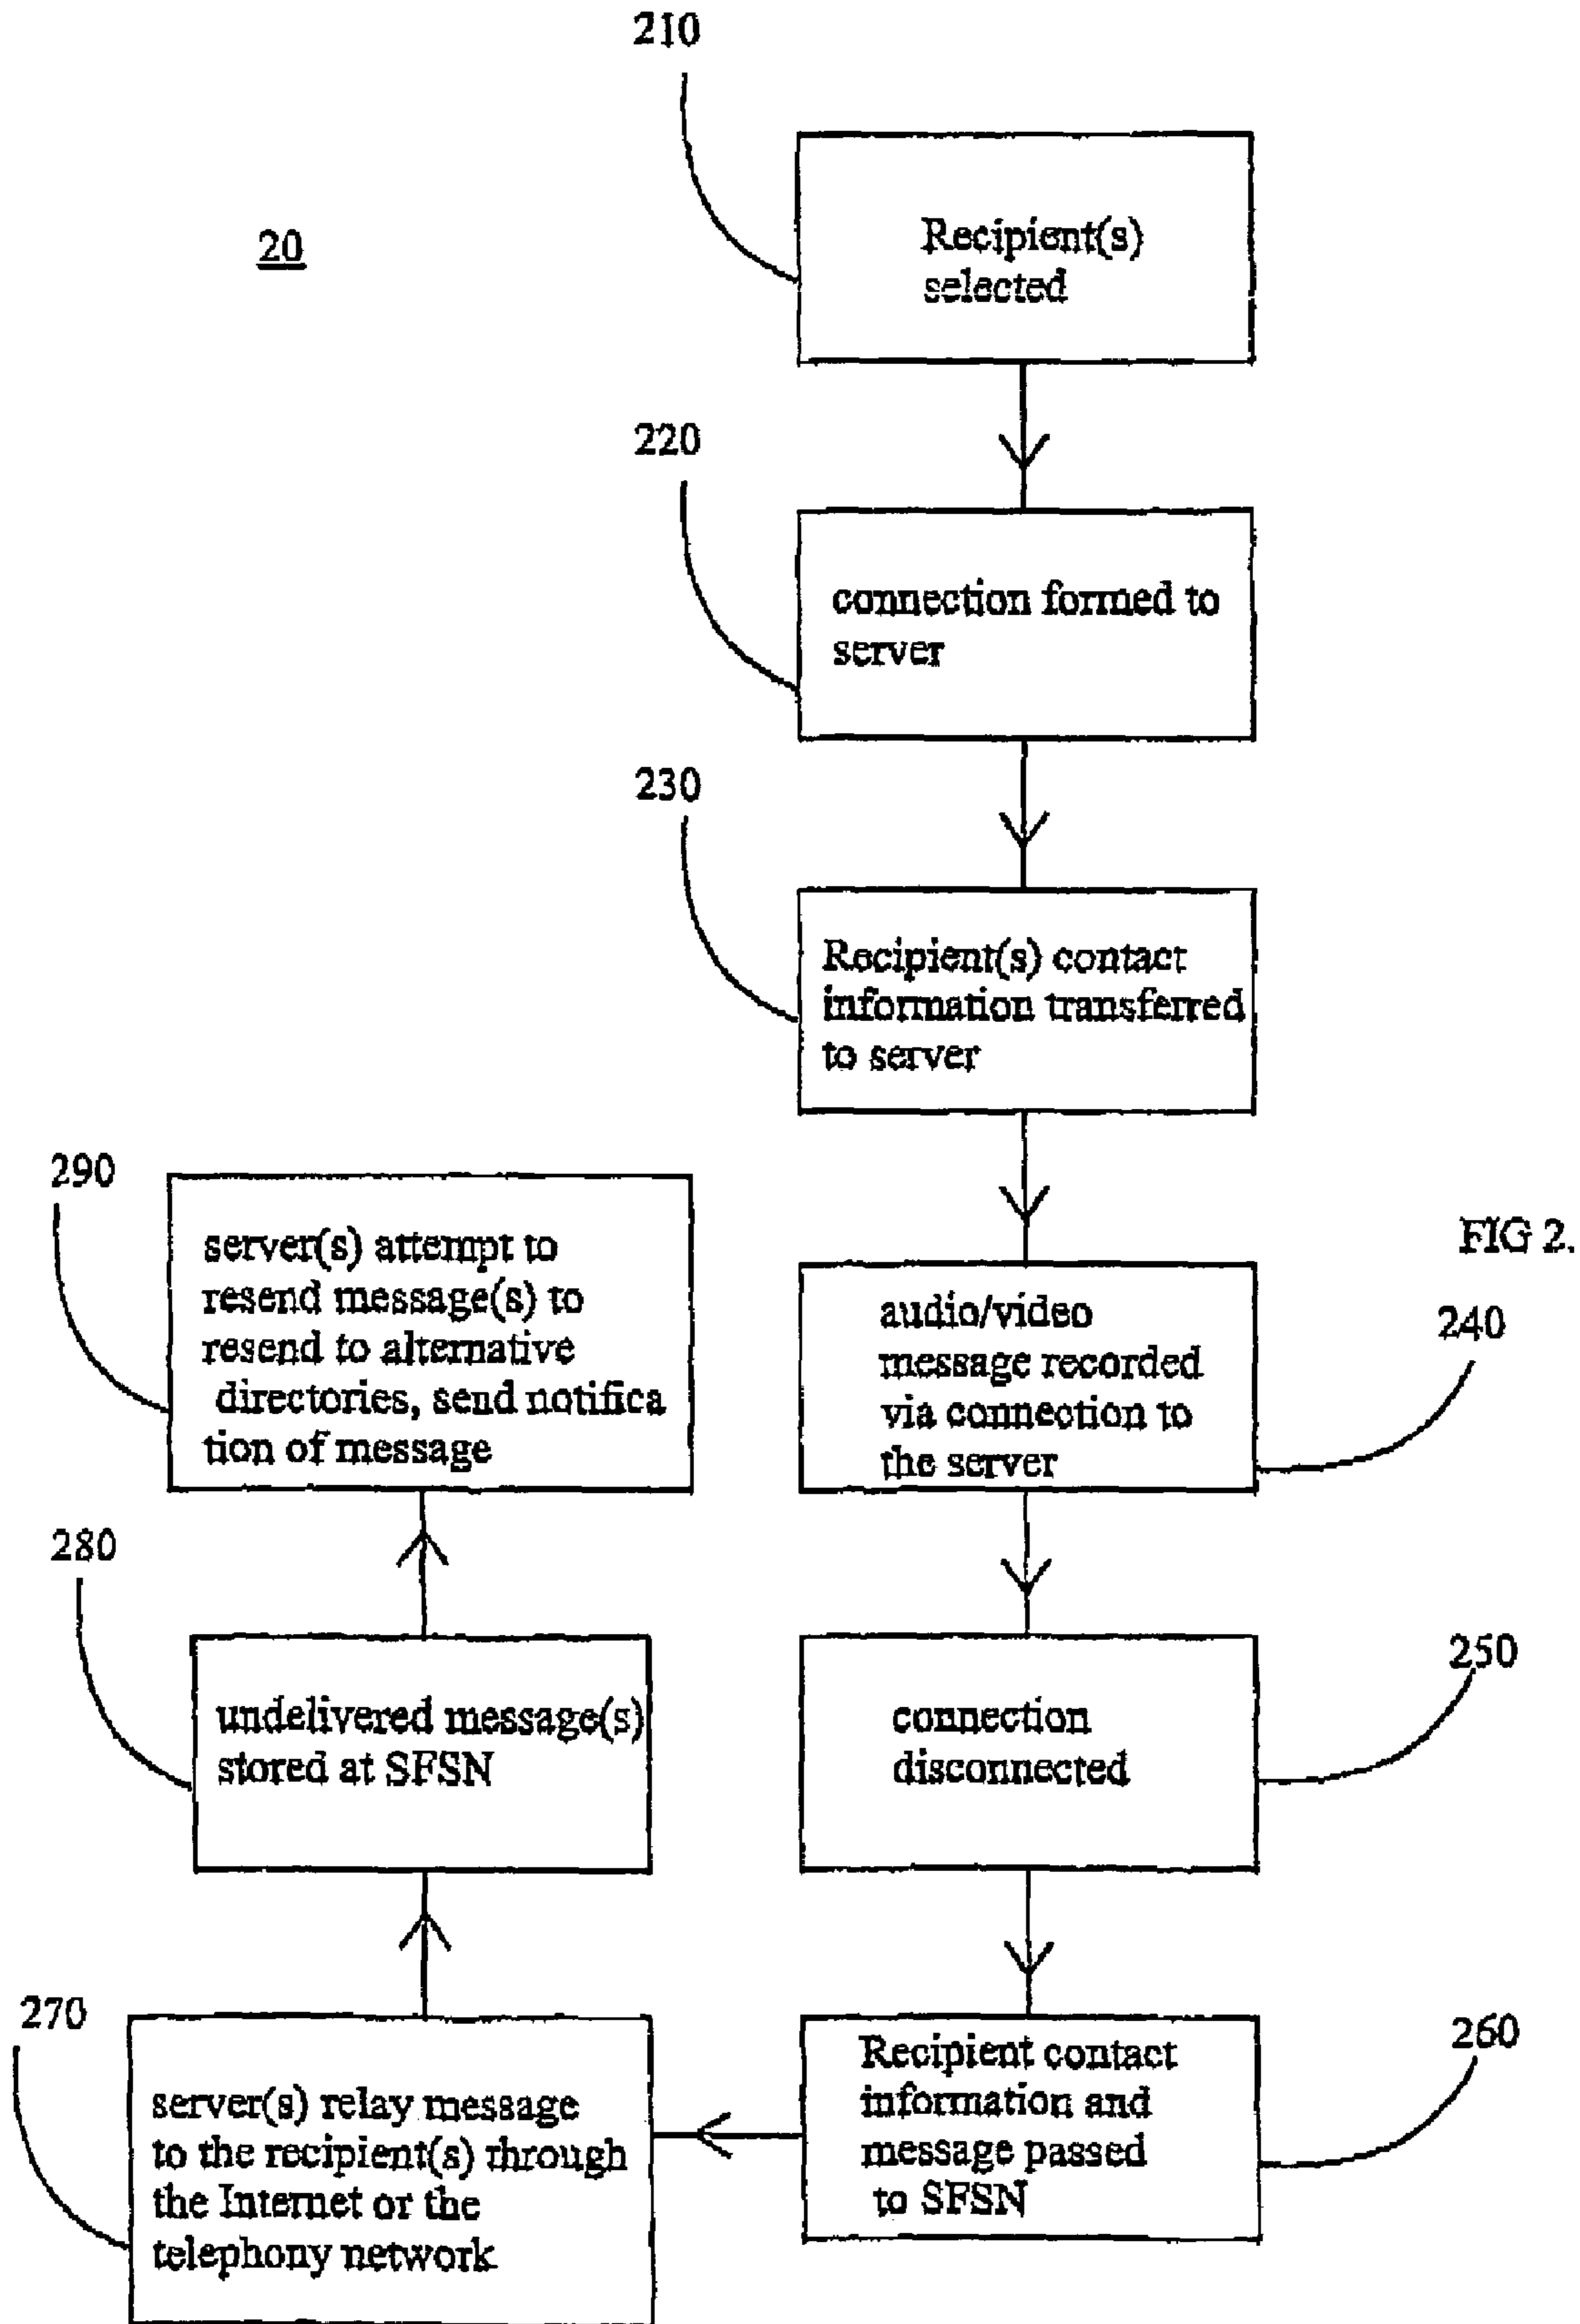 210
20
Recipient(s)
selected
220
connection formed to
server
230
Recipient(s) contact
information transferred
to server
FIG 2.
240
audio/video
message recorded
via connection to
the server
250
connection
disconnected
260
Recipient contact
information and
message passed
to SFSN
270
server(s) relay message
to the recipient(s) through
the Internet or the
telephony network
280
undelivered message(s)
stored at SFSN
290
server(s) attempt to
resend message(s) to
resend to alternative
directories, send notifica
tion of message